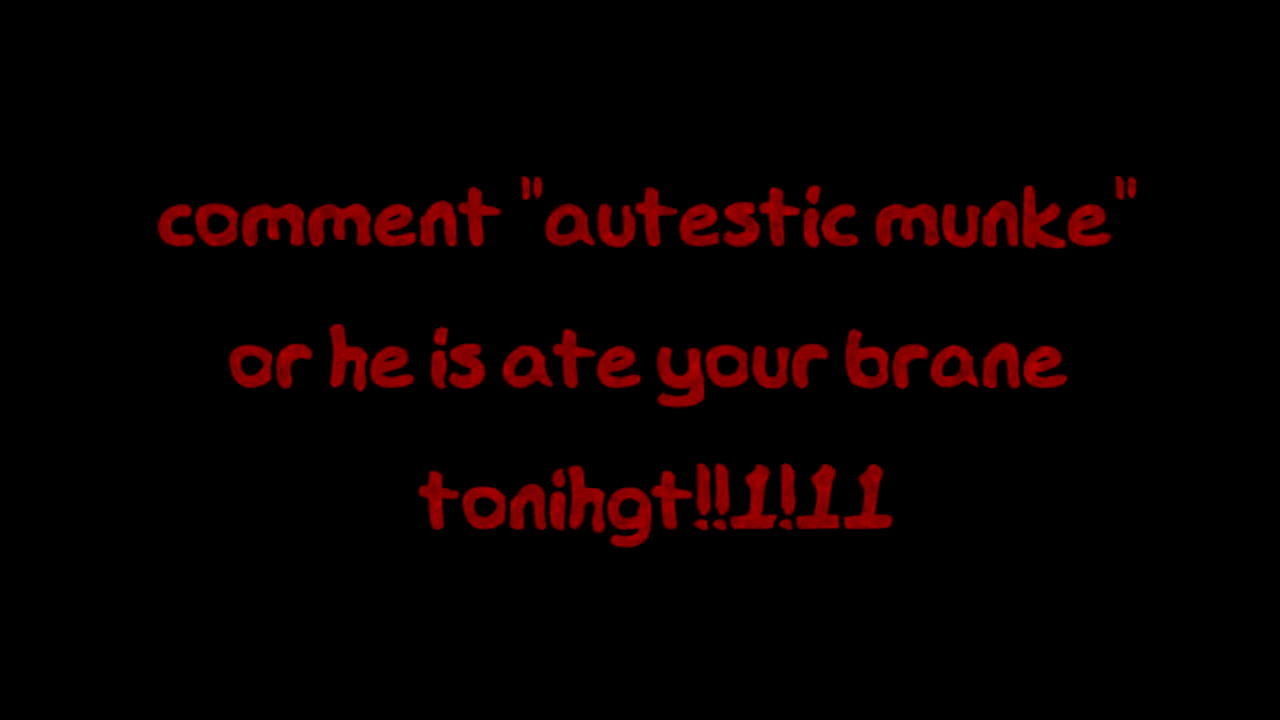 comment "autestic munke"
or he is ate your brane
tonihgt!!1!11